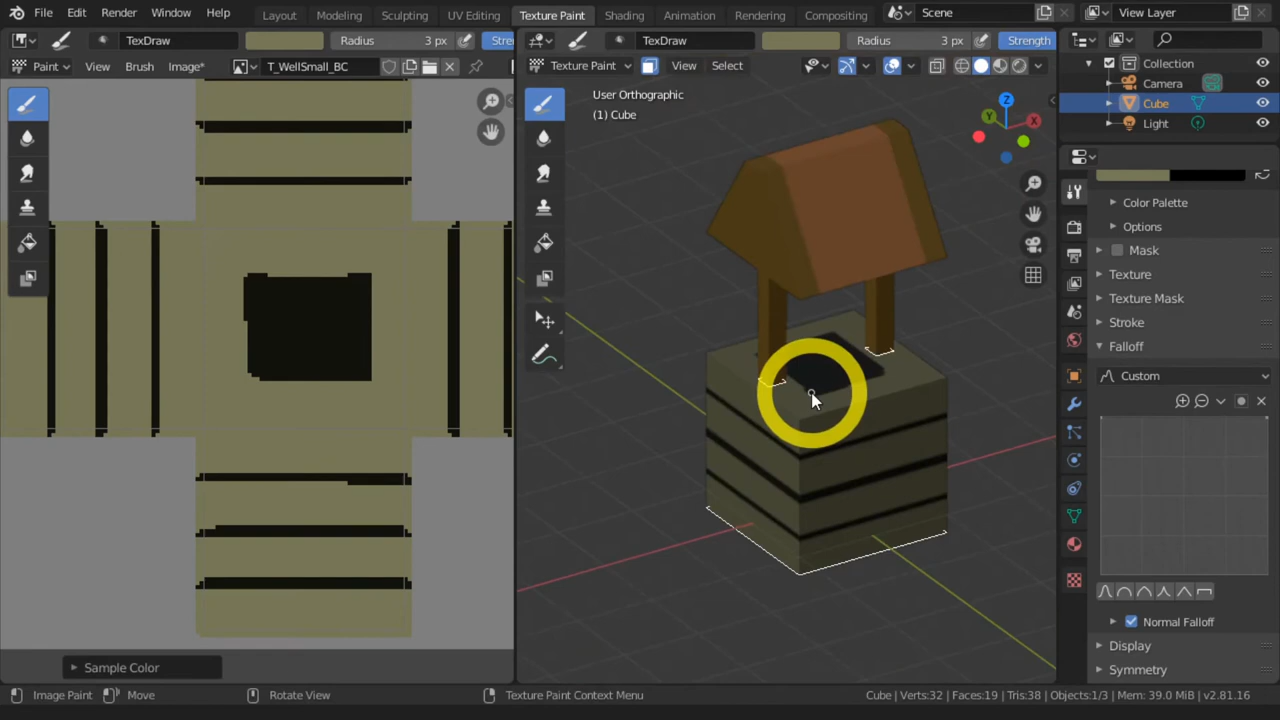 File Edit Render Window Help Layout Modeling Sculpting UV Editing Texture Paint Shading Animation Rendering Compositing Scene View Layer
TexDraw Radius 3 px TexDraw Radius 3 px Strength
Paint View Brush Image* T_WellSmall_BC Texture Paint View Select
User Orthographic
(1) Cube
Z
Y
X
Collection
Camera
Cube
Light
Color Palette
Options
Mask
Texture
Texture Mask
Stroke
Falloff
Custom
Normal Falloff
Display
Symmetry
Sample Color
Image Paint Move Rotate View Texture Paint Context Menu Cube | Verts:32 | Faces:19 | Tris:38 | Objects:1/3 | Mem: 39.0 MiB | v2.81.16